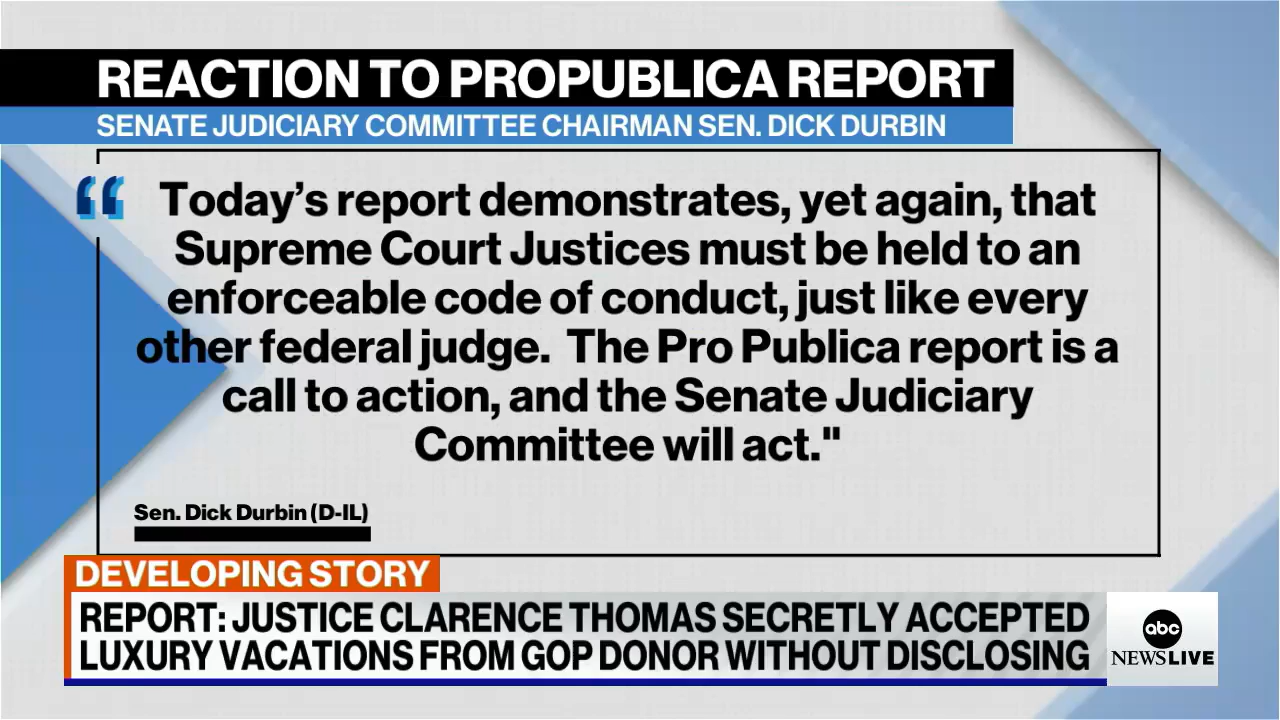 REACTION TO PROPUBLICA REPORT
SENATE JUDICIARY COMMITTEE CHAIRMAN SEN. DICK DURBIN
“ Today’s report demonstrates, yet again, that
Supreme Court Justices must be held to an
enforceable code of conduct, just like every
other federal judge.  The Pro Publica report is a
call to action, and the Senate Judiciary
Committee will act."
Sen. Dick Durbin (D-IL)
DEVELOPING STORY
REPORT: JUSTICE CLARENCE THOMAS SECRETLY ACCEPTED
LUXURY VACATIONS FROM GOP DONOR WITHOUT DISCLOSING
abc
NEWS LIVE